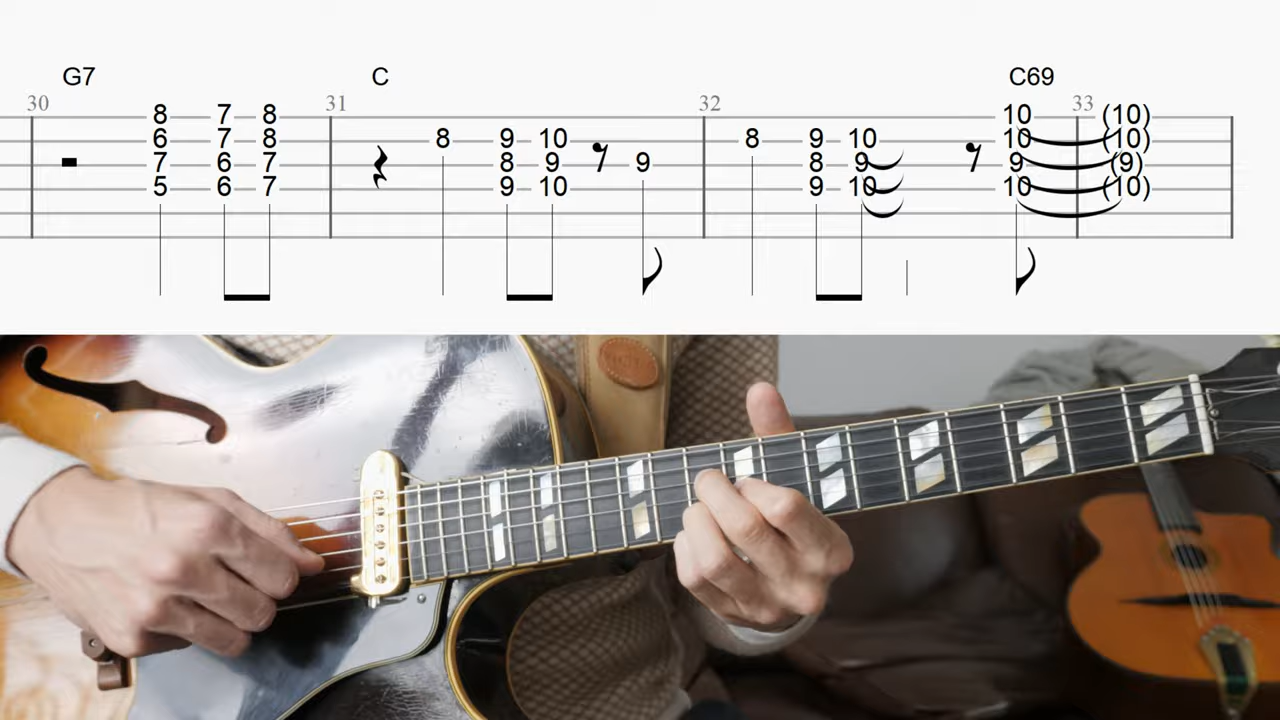 G7 C C69
30 31 32 33
8 7 8 10 (10)
6 7 8 8 9 10 8 9 10 10 (10)
7 6 7 8 9 9 8 9 9 (9)
5 6 7 9 10 9 10 10 (10)